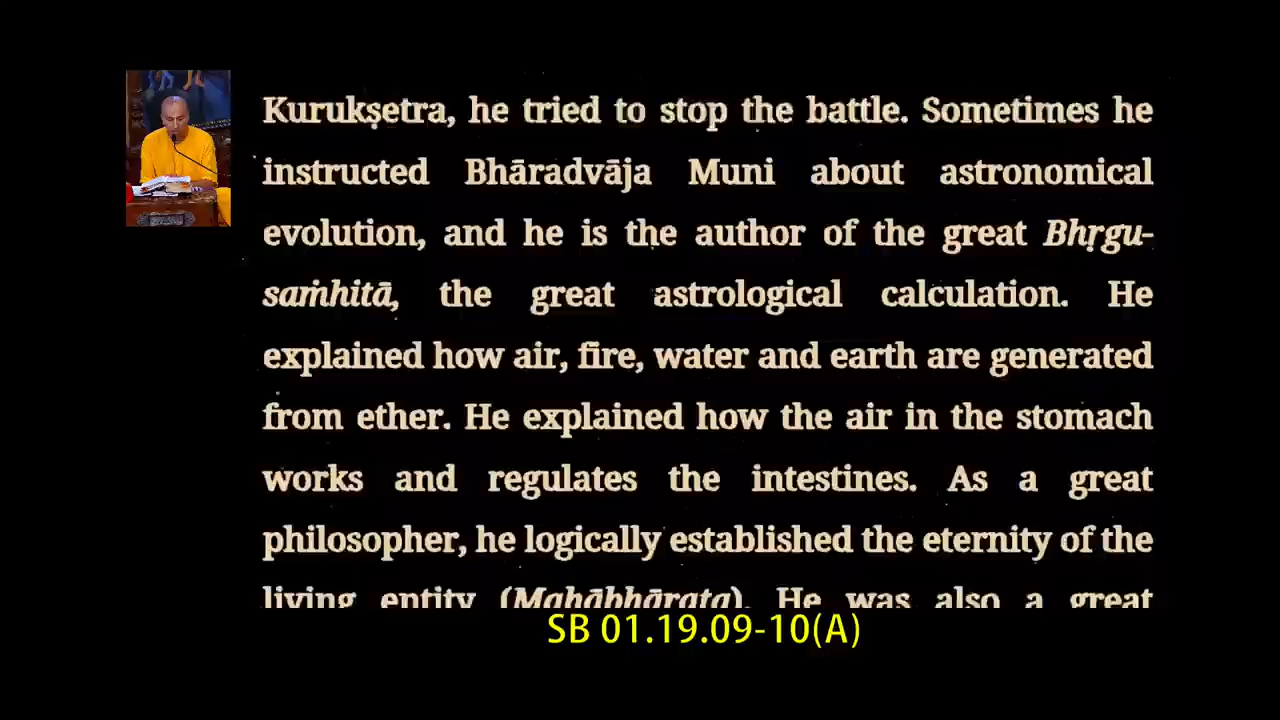 Kurukṣetra, he tried to stop the battle. Sometimes he
instructed Bhāradvāja Muni about astronomical
evolution, and he is the author of the great Bhṛgu-
saṁhitā, the great astrological calculation. He
explained how air, fire, water and earth are generated
from ether. He explained how the air in the stomach
works and regulates the intestines. As a great
philosopher, he logically established the eternity of the
living entity (Mahābhārata). He was also a great
SB 01.19.09-10(A)